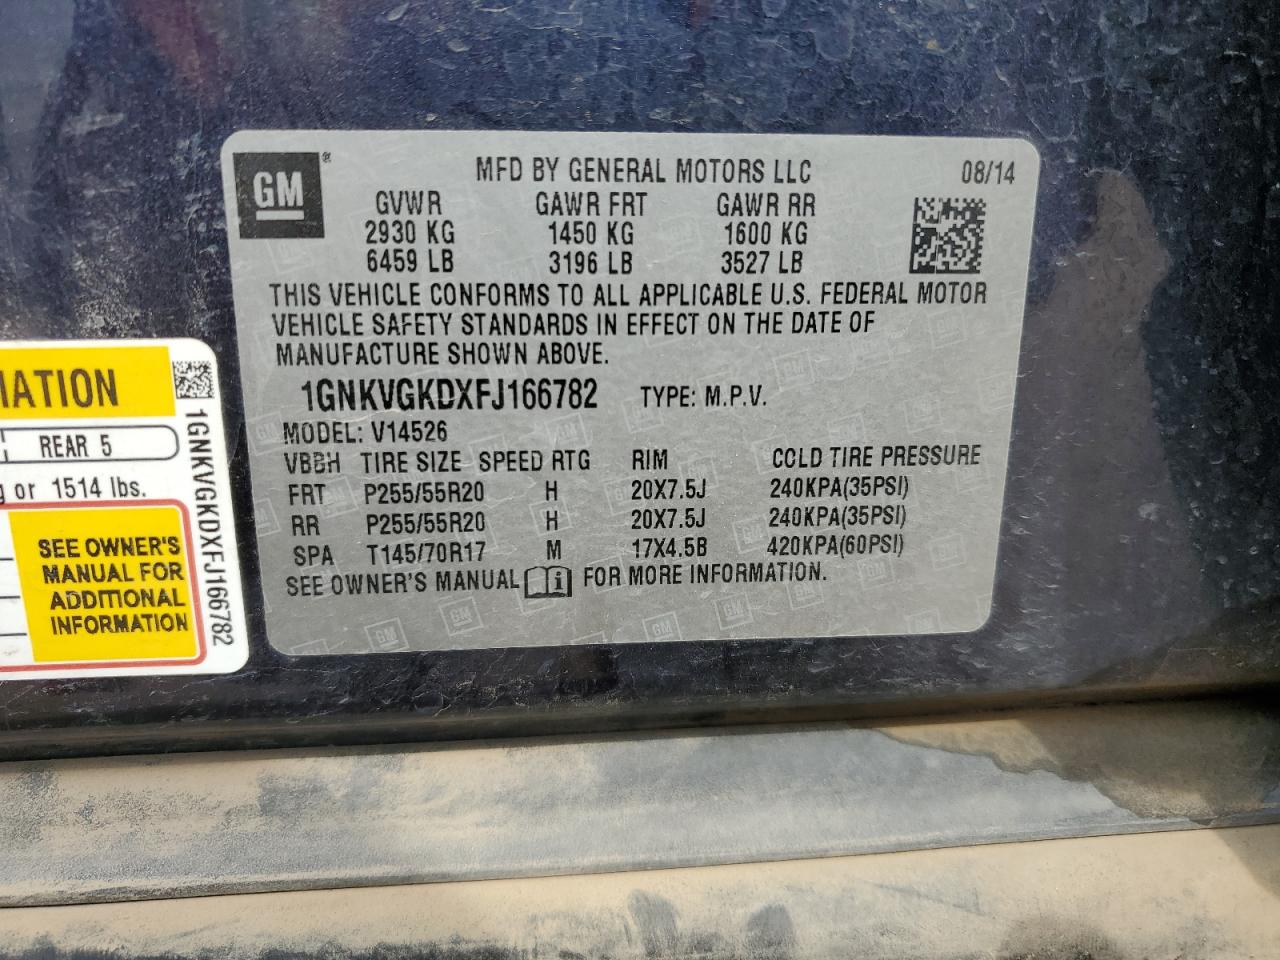 GM ®
MFD BY GENERAL MOTORS LLC 08/14
GVWR GAWR FRT GAWR RR
2930 KG 1450 KG 1600 KG
6459 LB 3196 LB 3527 LB
THIS VEHICLE CONFORMS TO ALL APPLICABLE U.S. FEDERAL MOTOR
VEHICLE SAFETY STANDARDS IN EFFECT ON THE DATE OF
MANUFACTURE SHOWN ABOVE.
1GNKVGKDXFJ166782 TYPE: M.P.V.
MODEL: V14526
VBBH TIRE SIZE SPEED RTG RIM COLD TIRE PRESSURE
FRT P255/55R20 H 20X7.5J 240KPA(35PSI)
RR P255/55R20 H 20X7.5J 240KPA(35PSI)
SPA T145/70R17 M 17X4.5B 420KPA(60PSI)
SEE OWNER'S MANUAL i FOR MORE INFORMATION.
REAR 5
or 1514 lbs.
SEE OWNER'S
MANUAL FOR
ADDITIONAL
INFORMATION
1GNKVGKDXFJ166782